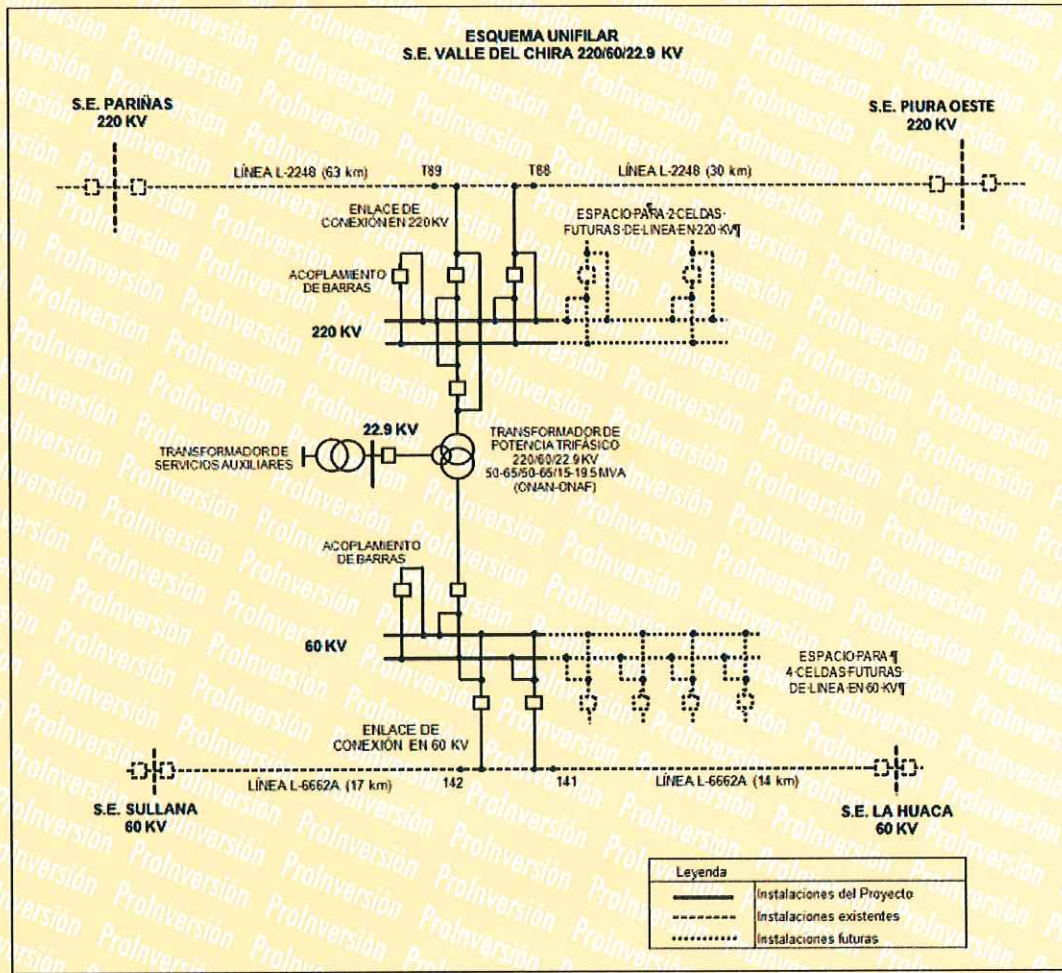 ESQUEMA UNIFILAR
S.E. VALLE DEL CHIRA 220/60/22.9 KV
S.E. PARIÑAS
220 KV
S.E. PIURA OESTE
220 KV
LÍNEA L-2248 (63 km)
T89
T88
LÍNEA L-2248 (30 km)
ENLACE DE
CONEXIÓN EN 220 KV
ESPACIO·PARA·2·CELDAS·
FUTURAS·DE·LINEA·EN·220·KV¶
ACOPLAMIENTO
DE BARRAS
220 KV
22.9 KV
TRANSFORMADOR DE
SERVICIOS AUXILIARES
TRANSFORMADOR DE
POTENCIA TRIFÁSICO
220/60/22.9 KV
50-65/50-65/15-19.5 MVA
(ONAN-ONAF)
ACOPLAMIENTO
DE BARRAS
60 KV
ESPACIO·PARA·¶
4·CELDAS·FUTURAS·
DE·LINEA·EN·60·KV¶
ENLACE DE
CONEXIÓN EN 60 KV
LÍNEA L-6662A (17 km)
142
141
LÍNEA L-6662A (14 km)
S.E. SULLANA
60 KV
S.E. LA HUACA
60 KV
Leyenda
Instalaciones del Proyecto
Instalaciones existentes
Instalaciones futuras
ProInversión